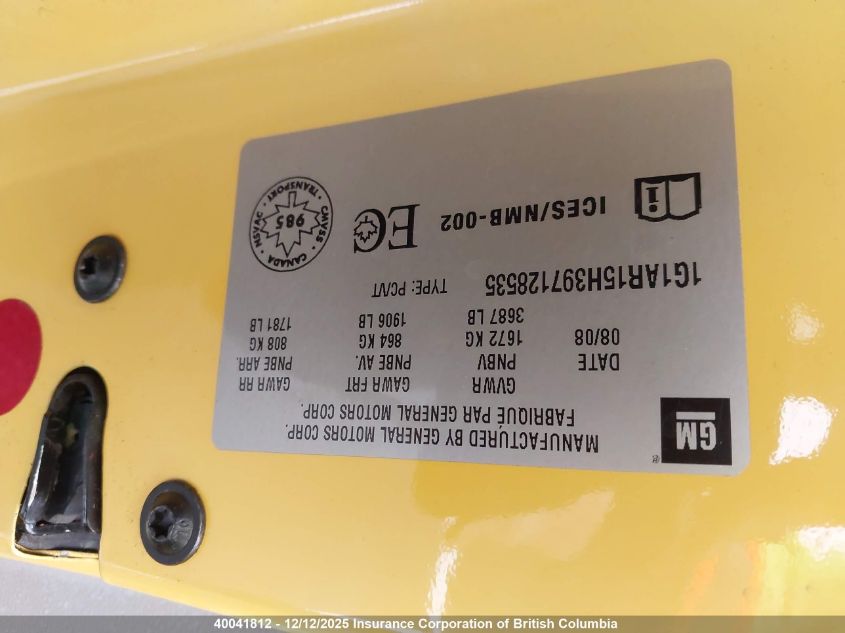 GM
MANUFACTURED BY GENERAL MOTORS CORP.
FABRIQUÉ PAR GENERAL MOTORS CORP.
DATE GVWR GAWR FRT GAWR RR
08/08 PNBV PNBE AV. PNBE ARR.
1672 KG 864 KG 808 KG
3687 LB 1906 LB 1781 LB
1G1AR15H397128535 TYPE: PC/VT
i ICES/NMB-002 EC
TRANSPORT · CMVSS · CANADA · NSVAC ·
985
40041812 - 12/12/2025 Insurance Corporation of British Columbia